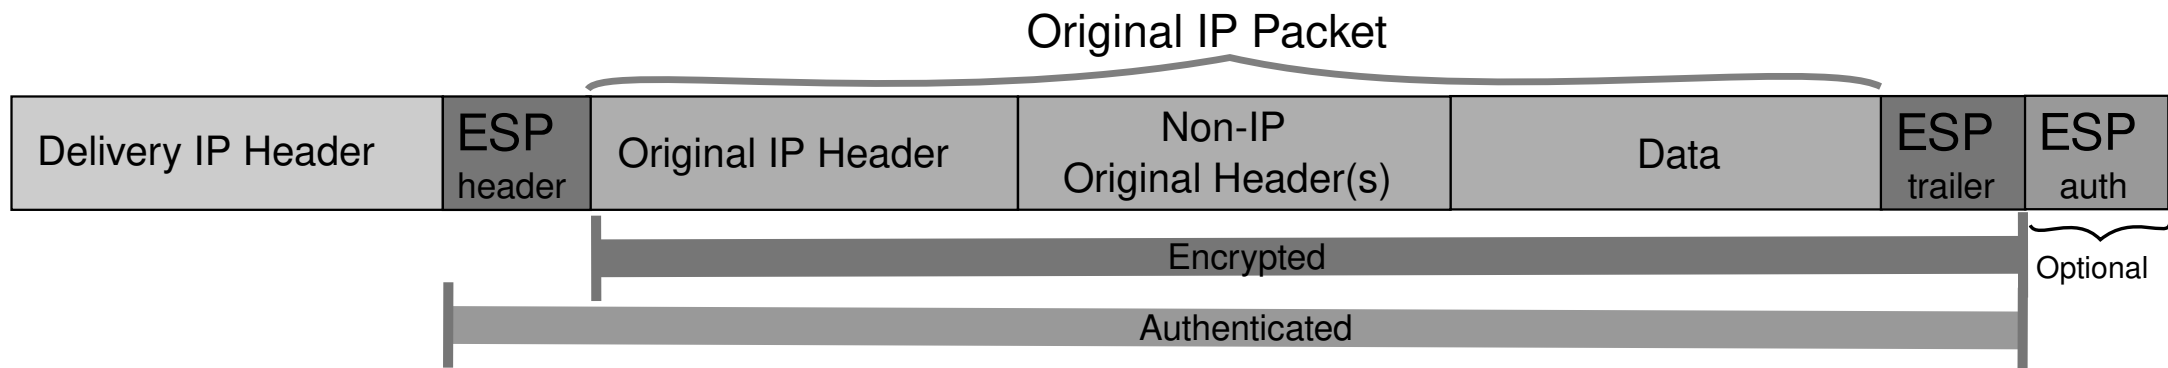 Original IP Packet
Delivery IP Header
ESP
header
Original IP Header
Non-IP
Original Header(s)
Data
ESP
trailer
ESP
auth
Encrypted
Optional
Authenticated